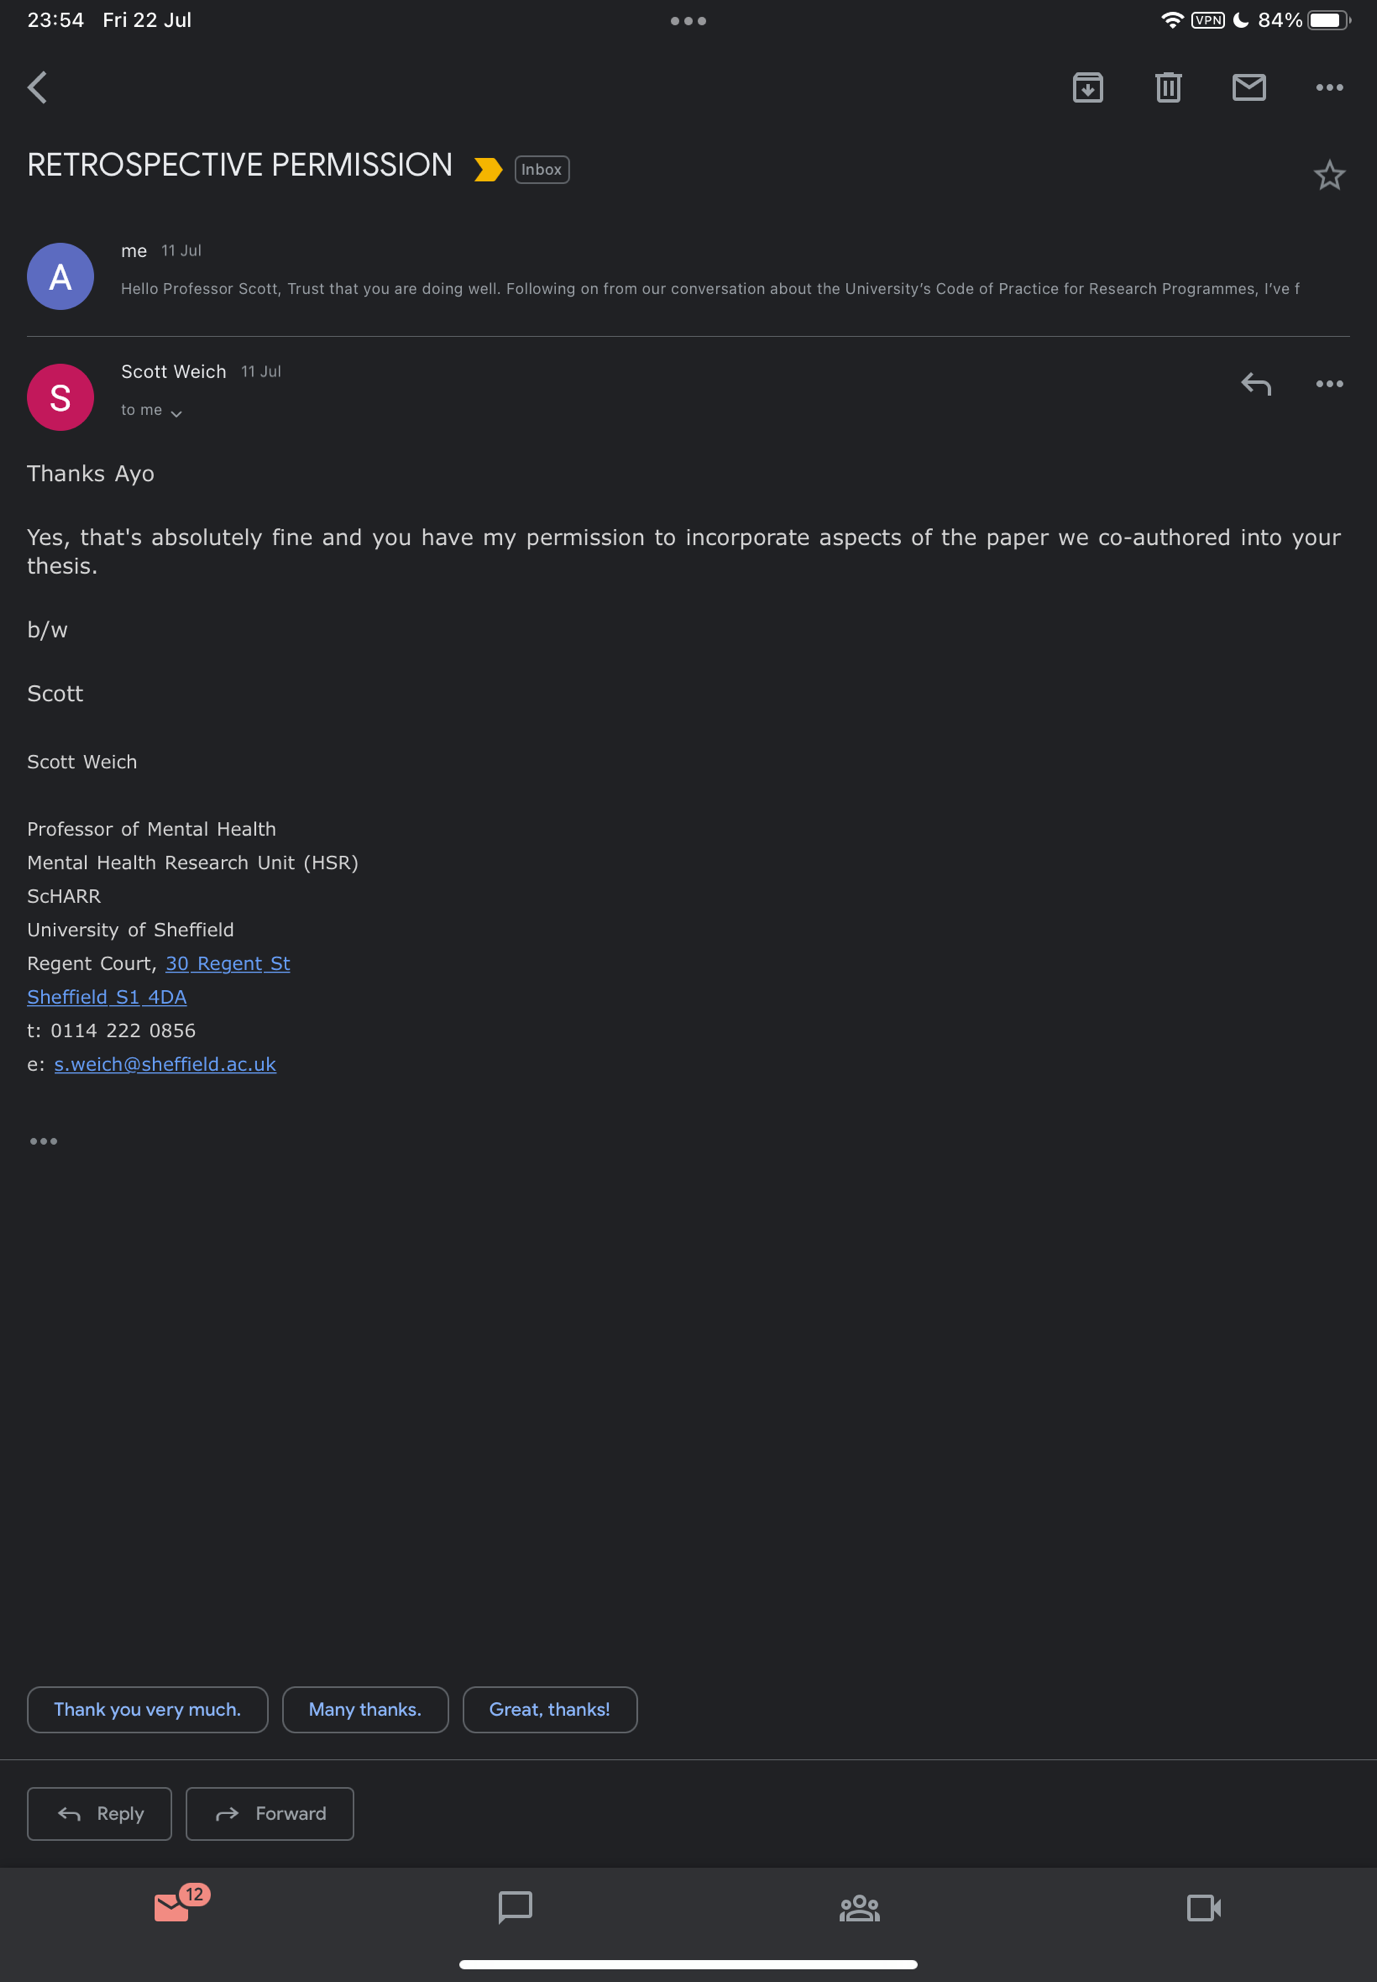 23:54 Fri 22 Jul
VPN 84%
RETROSPECTIVE PERMISSION Inbox
A
me 11 Jul
Hello Professor Scott, Trust that you are doing well. Following on from our conversation about the University's Code of Practice for Research Programmes, I've f
S
Scott Weich 11 Jul
to me
Thanks Ayo
Yes, that's absolutely fine and you have my permission to incorporate aspects of the paper we co-authored into your
thesis.
b/w
Scott
Scott Weich
Professor of Mental Health
Mental Health Research Unit (HSR)
ScHARR
University of Sheffield
Regent Court, 30 Regent St
Sheffield S1 4DA
t: 0114 222 0856
e: s.weich@sheffield.ac.uk
Thank you very much. Many thanks. Great, thanks!
Reply Forward
12